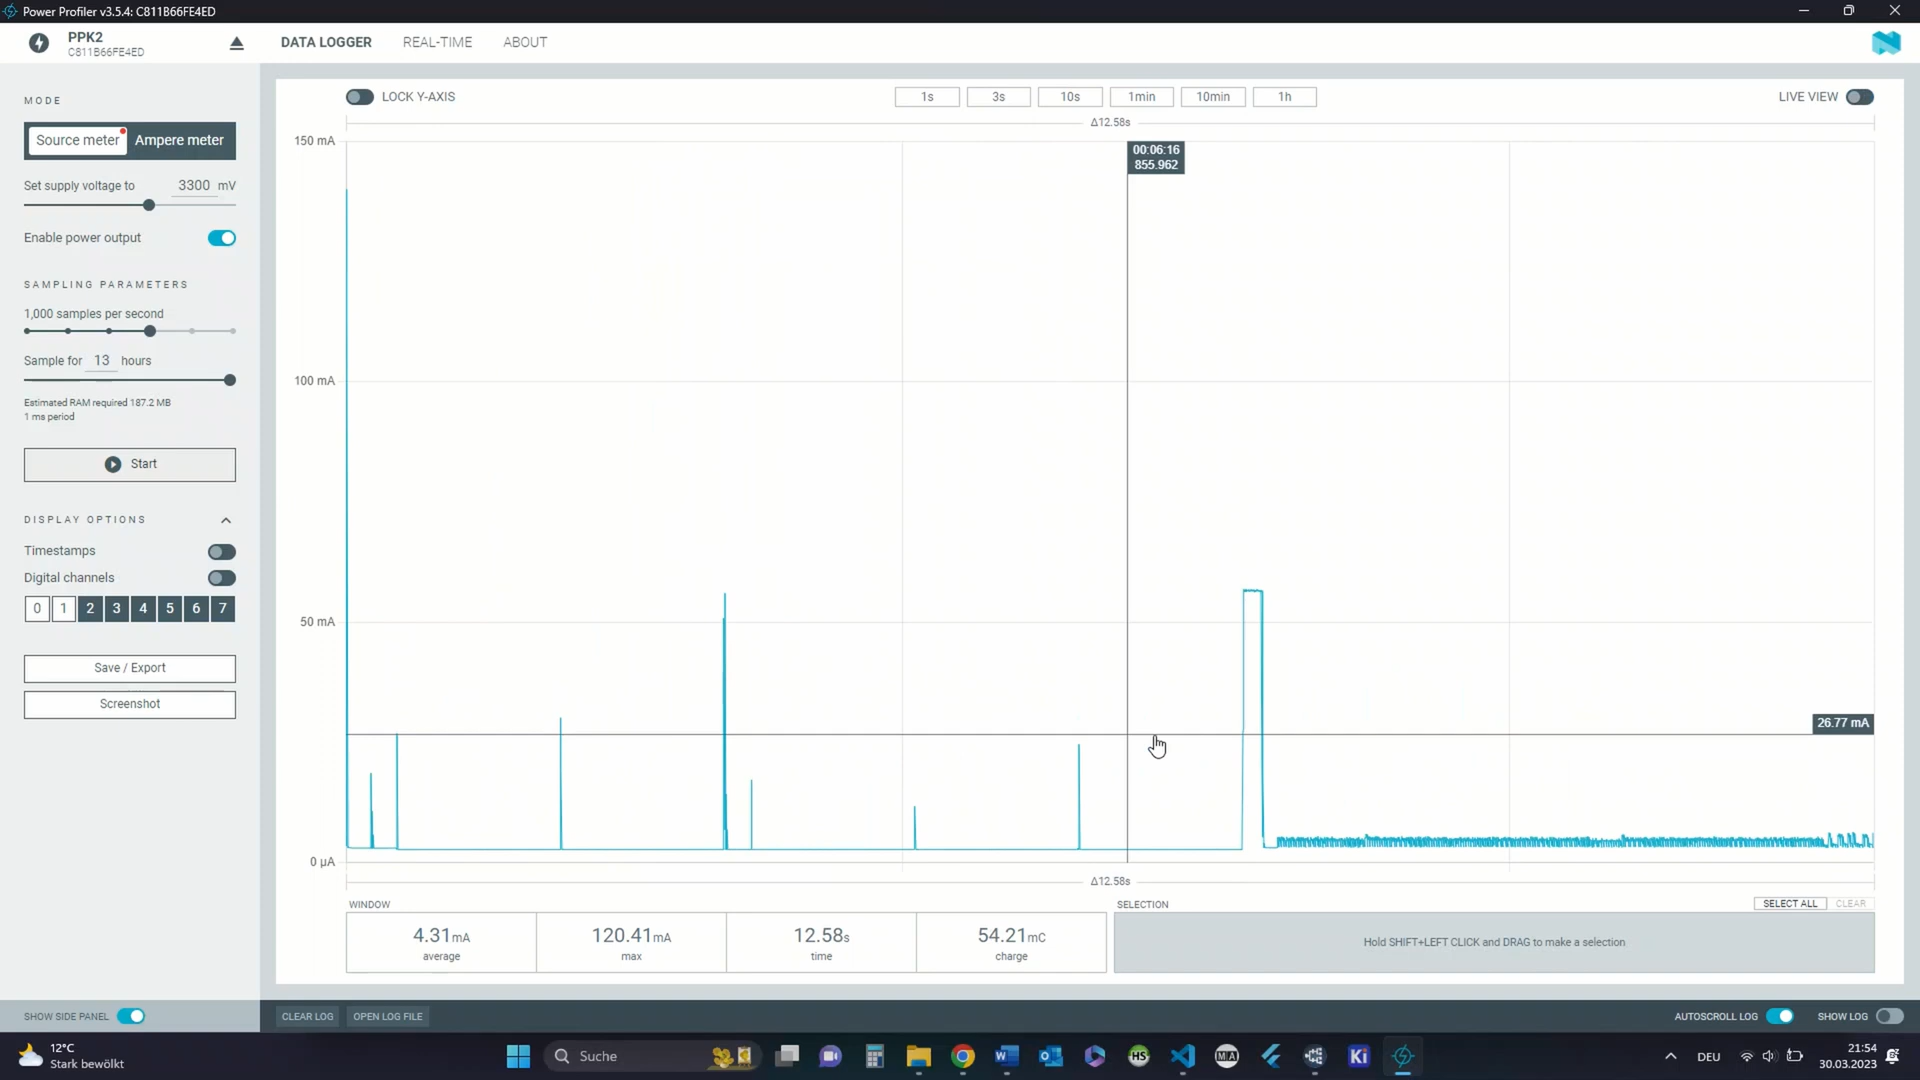 Power Profiler v3.5.4: C811B66FE4ED
PPK2
C811B66FE4ED
DATA LOGGER
REAL-TIME
ABOUT
MODE
Source meter
Ampere meter
Set supply voltage to 3300 mV
Enable power output
SAMPLING PARAMETERS
1,000 samples per second
Sample for 13 hours
Estimated RAM required 187.2 MB
1 ms period
Start
DISPLAY OPTIONS
Timestamps
Digital channels
0 1 2 3 4 5 6 7
Save / Export
Screenshot
SHOW SIDE PANEL
LOCK Y-AXIS
1s
3s
10s
1min
10min
1h
LIVE VIEW
Δ12.58s
150 mA
100 mA
50 mA
0 µA
00:06:16
855.962
26.77 mA
Δ12.58s
WINDOW
4.31mA
average
120.41mA
max
12.58s
time
54.21mC
charge
SELECTION
SELECT ALL
CLEAR
Hold SHIFT+LEFT CLICK and DRAG to make a selection
CLEAR LOG
OPEN LOG FILE
AUTOSCROLL LOG
SHOW LOG
12°C
Stark bewölkt
Suche
HS
MA
Ki
DEU
21:54
30.03.2023